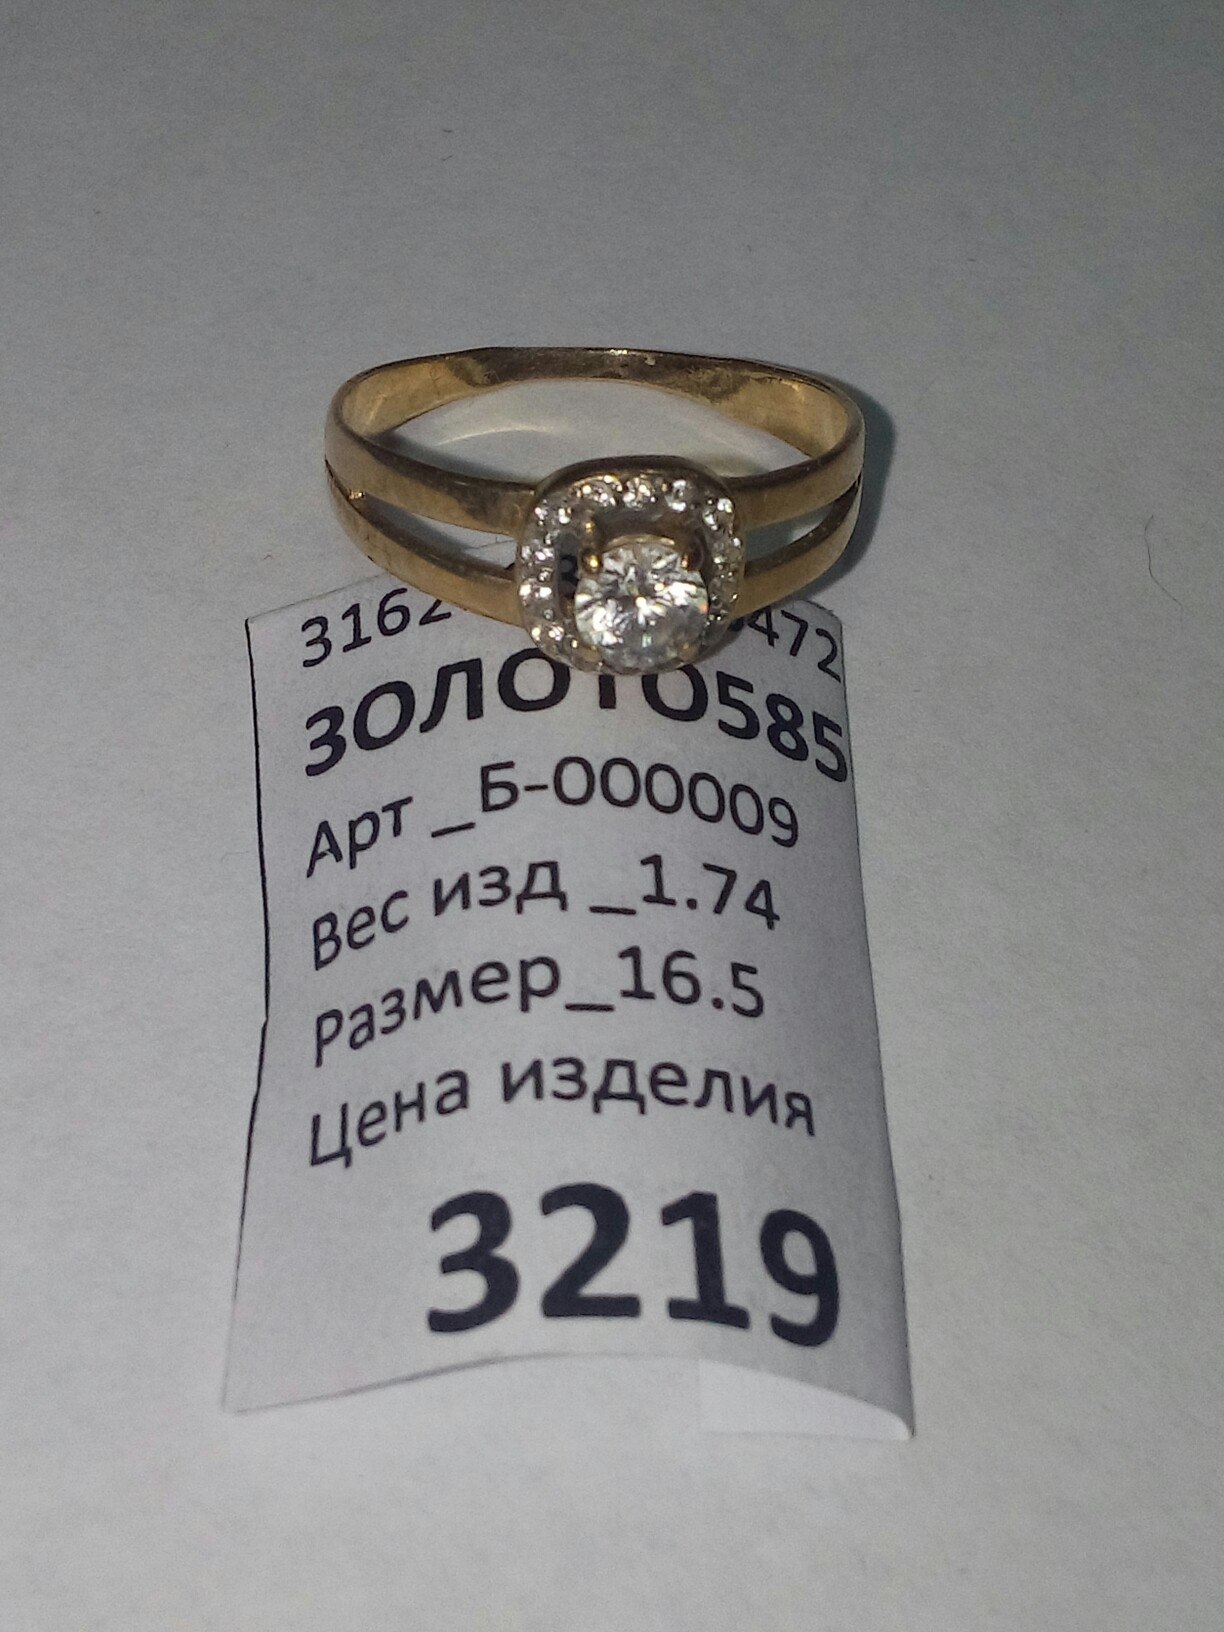 ЗОЛОТО585
Арт _Б-000009
Вес изд _1.74
Размер_16.5
Цена изделия
3219